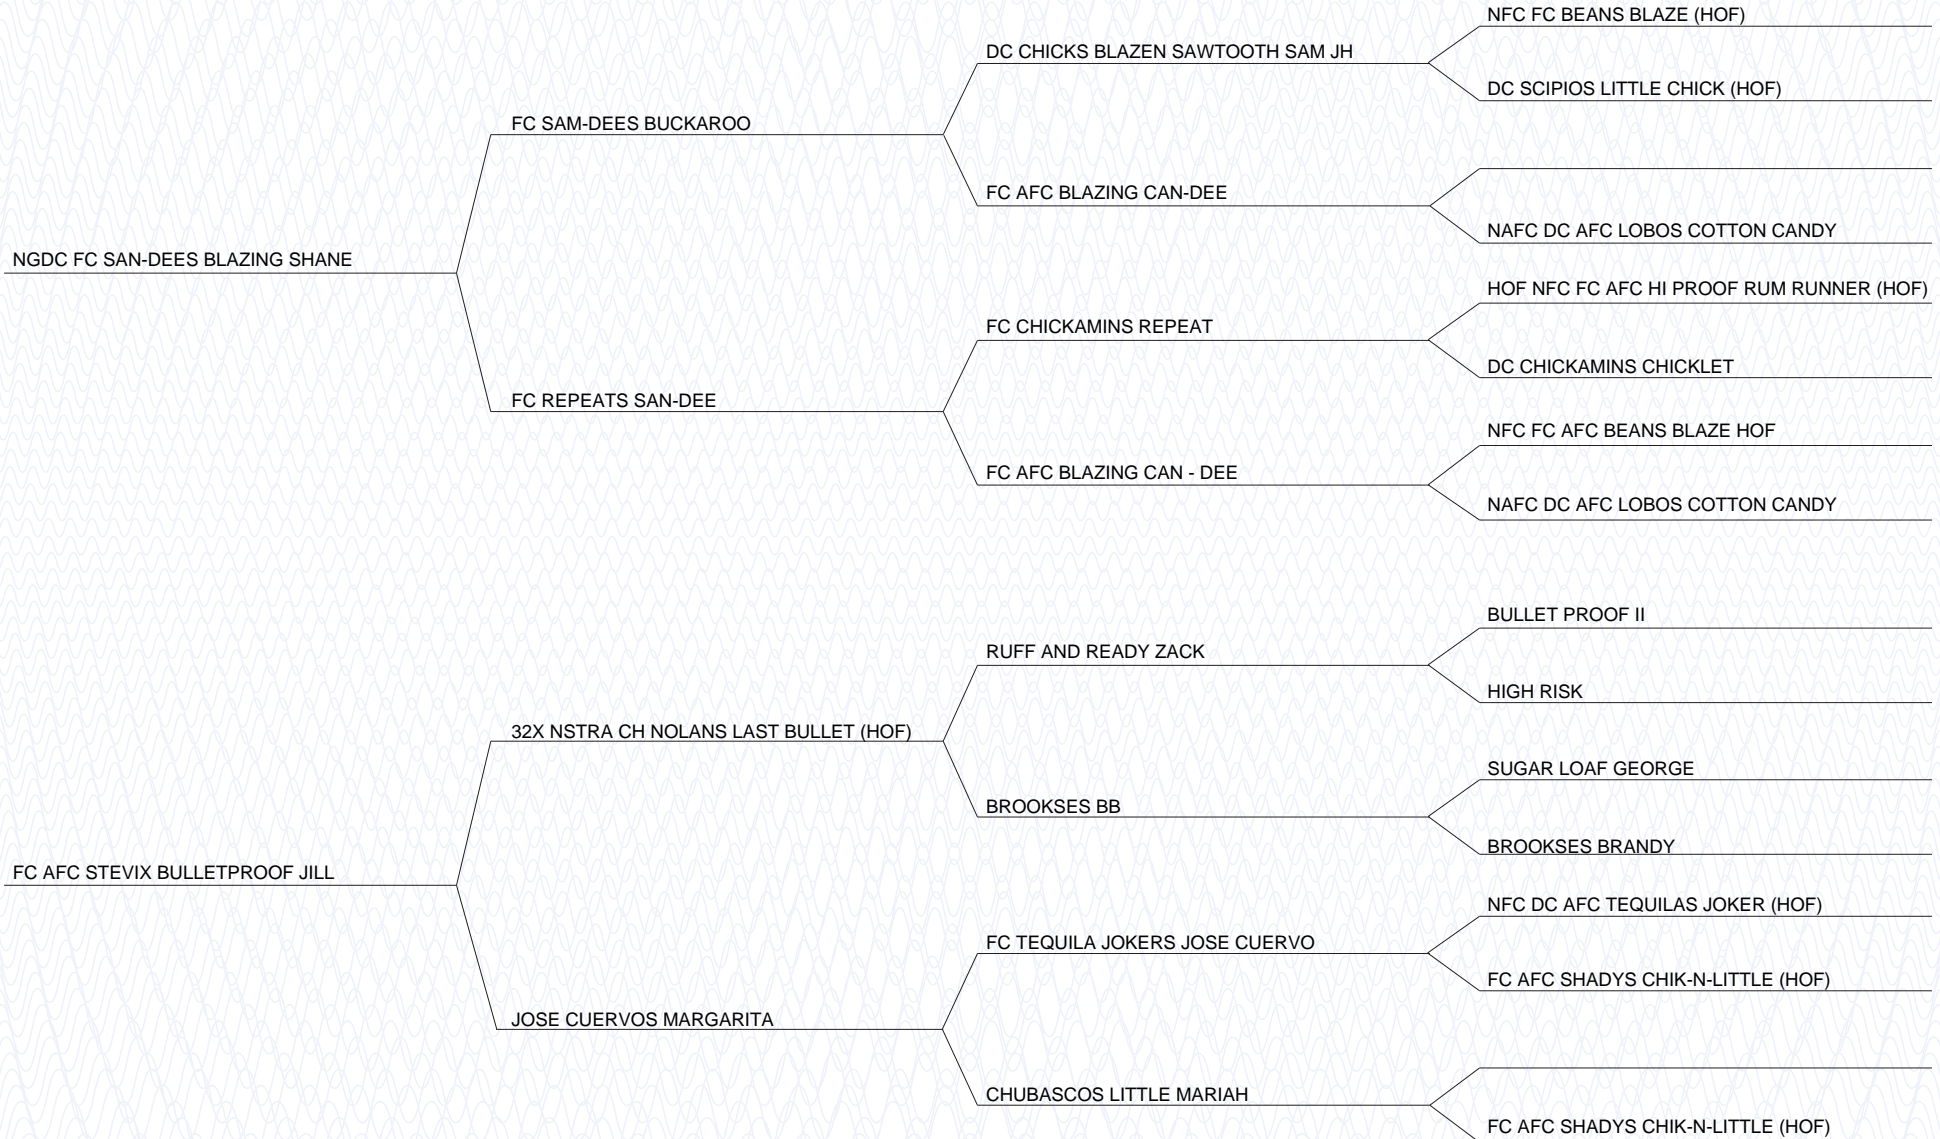 NFC FC BEANS BLAZE (HOF)
DC CHICKS BLAZEN SAWTOOTH SAM JH
DC SCIPIOS LITTLE CHICK (HOF)
FC SAM-DEES BUCKAROO
FC AFC BLAZING CAN-DEE
NAFC DC AFC LOBOS COTTON CANDY
NGDC FC SAN-DEES BLAZING SHANE
HOF NFC FC AFC HI PROOF RUM RUNNER (HOF)
FC CHICKAMINS REPEAT
DC CHICKAMINS CHICKLET
FC REPEATS SAN-DEE
NFC FC AFC BEANS BLAZE HOF
FC AFC BLAZING CAN - DEE
NAFC DC AFC LOBOS COTTON CANDY
BULLET PROOF II
RUFF AND READY ZACK
HIGH RISK
32X NSTRA CH NOLANS LAST BULLET (HOF)
SUGAR LOAF GEORGE
BROOKSES BB
BROOKSES BRANDY
FC AFC STEVIX BULLETPROOF JILL
NFC DC AFC TEQUILAS JOKER (HOF)
FC TEQUILA JOKERS JOSE CUERVO
FC AFC SHADYS CHIK-N-LITTLE (HOF)
JOSE CUERVOS MARGARITA
CHUBASCOS LITTLE MARIAH
FC AFC SHADYS CHIK-N-LITTLE (HOF)